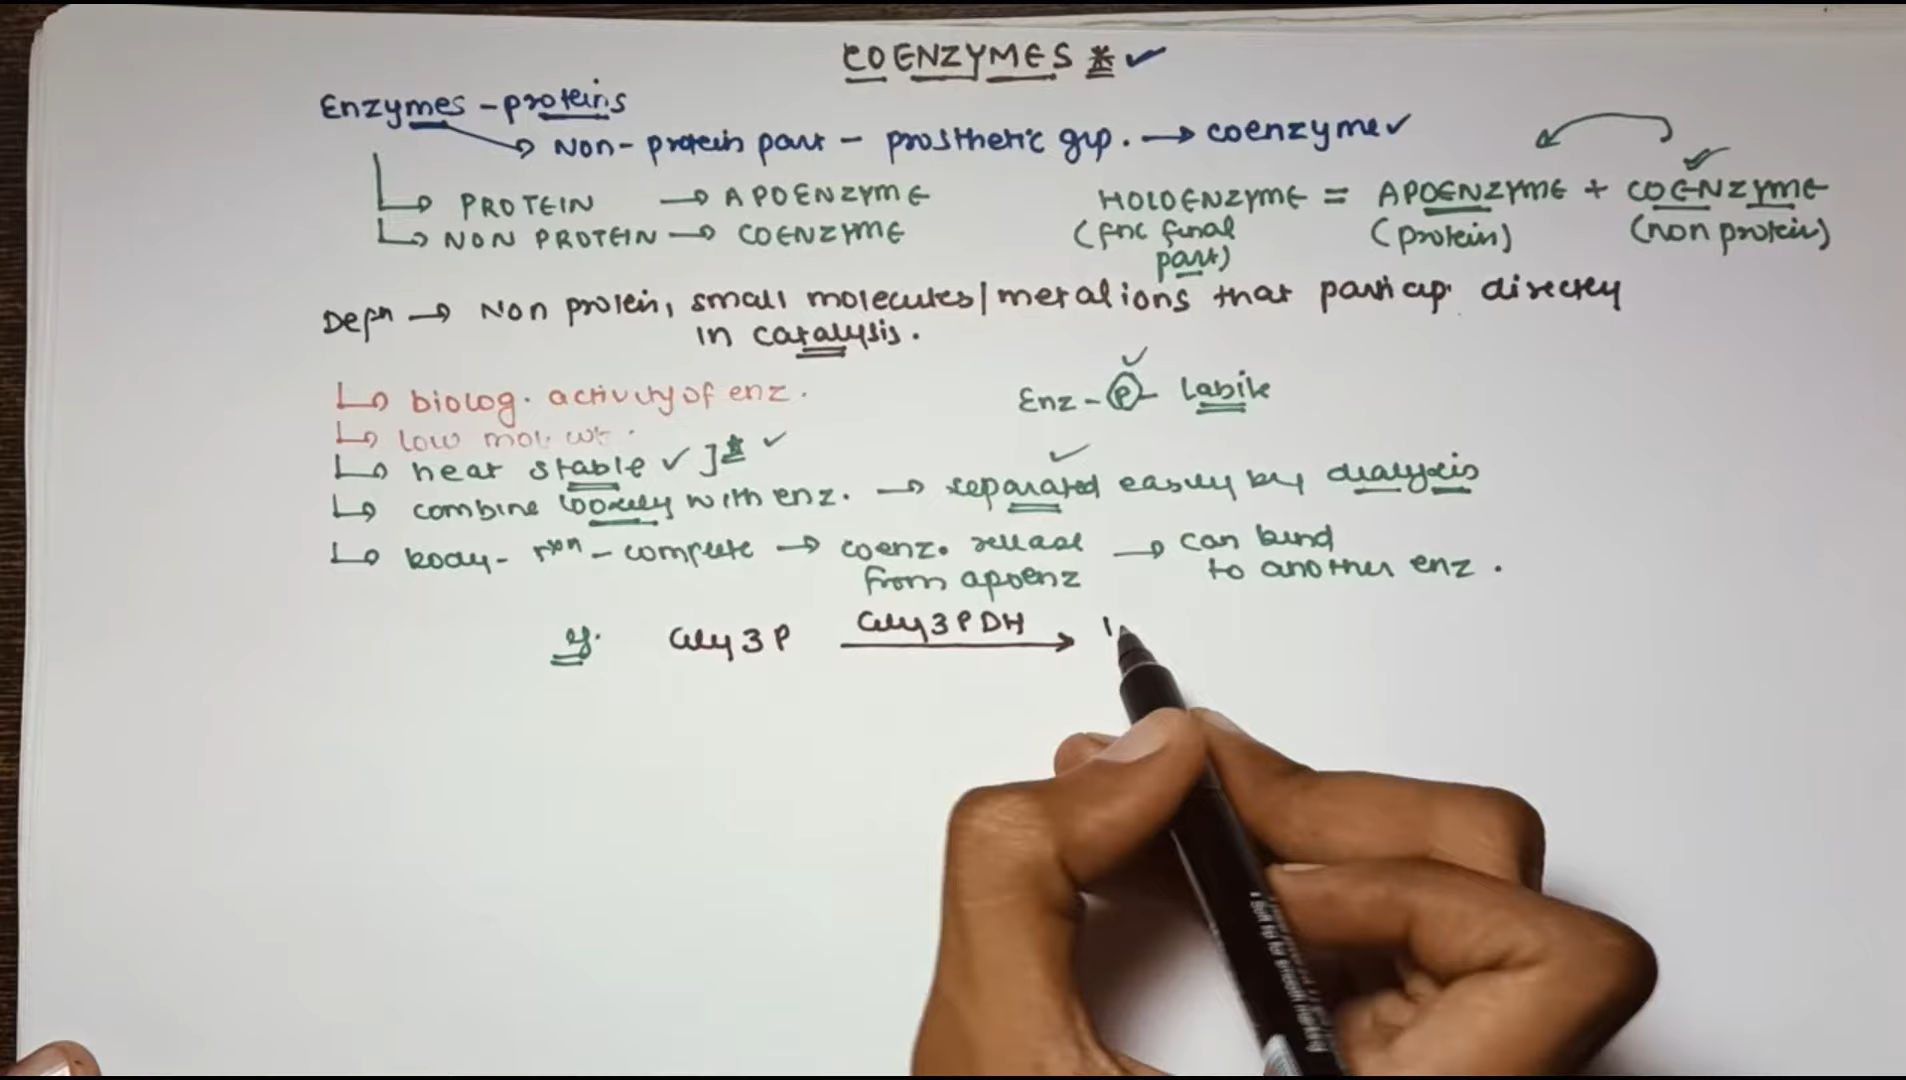 COENZYMES * ✓
Enzymes - proteins
→ Non-protein part - prosthetic grp. → coenzyme ✓
→ PROTEIN → APOENZYME
→ NON PROTEIN → COENZYME
HOLOENZYME = APOENZYME + COENZYME
(fnc final part) (protein) (non protein)
Defn → Non protein, small molecules/metal ions that particip. directly
in catalysis.
→ biolog. activity of enz.
→ low mol. wt.
→ heat stable ✓ ] * ✓
Enz - P - Labile
→ combine loosely with enz. → separated easily by dialysis
→ body - rxn - complete → coenz. release from apoenz → can bind to another enz.
eg. Gly 3 P Gly 3 P DH →